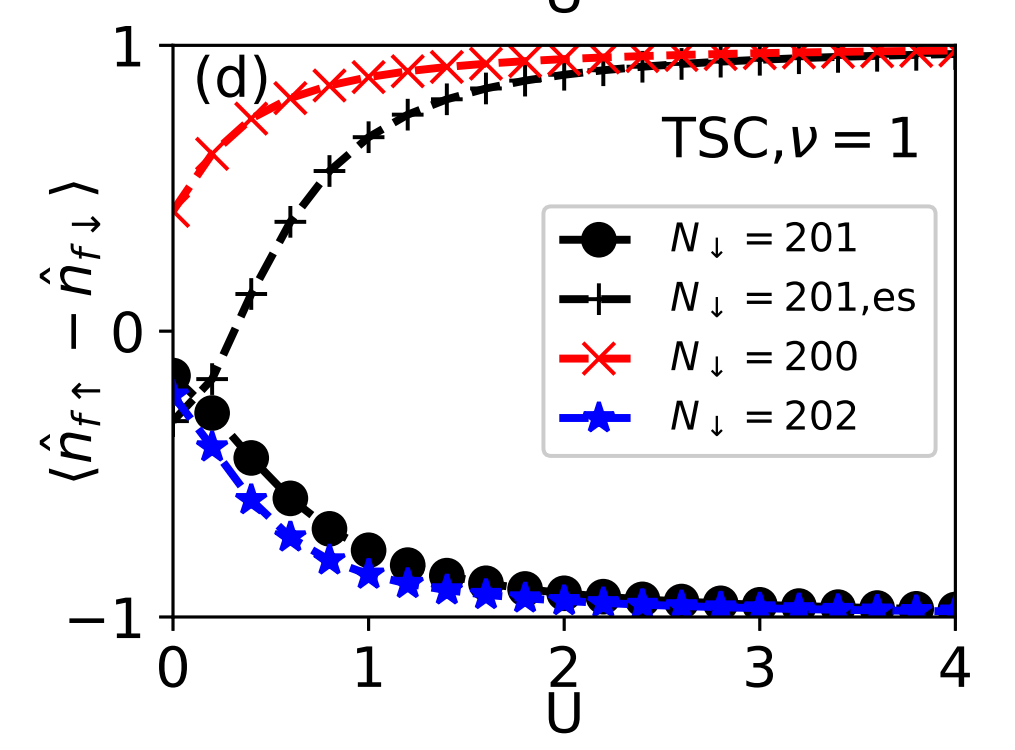 U
1
(d)
TSC,ν = 1
⟨n̂f↑ − n̂f↓⟩
0
N↓ = 201
N↓ = 201,es
N↓ = 200
N↓ = 202
−1
0 1 2 3 4
U